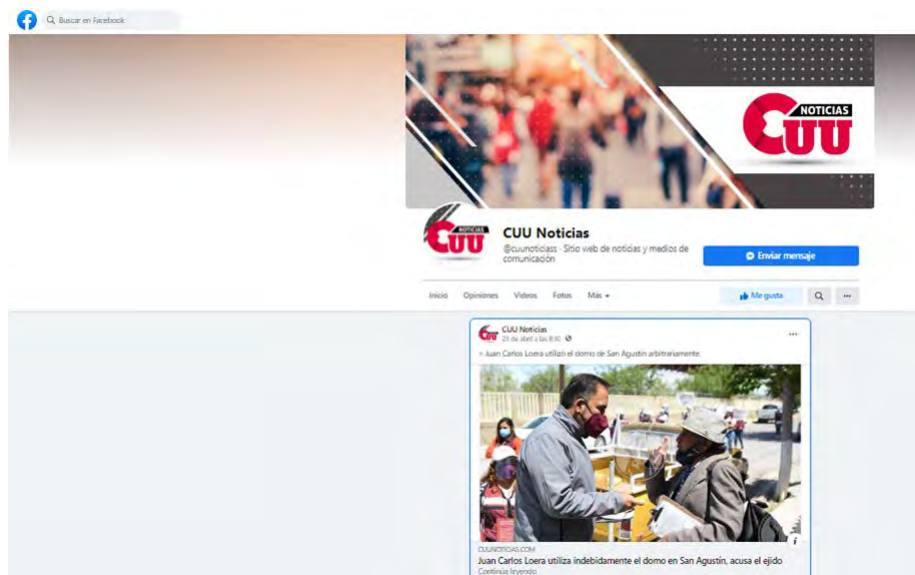 Buscar en Facebook
NOTICIAS
CUU
NOTICIAS
CUU
CUU Noticias
@cuunoticiass · Sitio web de noticias y medios de
comunicación
Enviar mensaje
Inicio Opiniones Videos Fotos Más
Me gusta
CUU Noticias
23 de abril a las 8:30
» Juan Carlos Loera utilizó el domo de San Agustín arbitrariamente
CUUNOTICIAS.COM
Juan Carlos Loera utiliza indebidamente el domo en San Agustín, acusa el ejido
Continúa leyendo